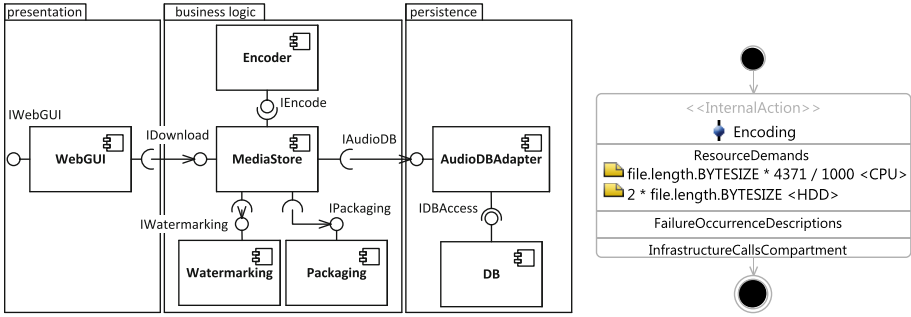 presentation
business logic
persistence
Encoder
IEncode
IWebGUI
IDownload
IAudioDB
WebGUI
MediaStore
AudioDBAdapter
IWatermarking
IPackaging
IDBAccess
Watermarking
Packaging
DB
<<InternalAction>>
Encoding
ResourceDemands
file.length.BYTESIZE * 4371 / 1000 <CPU>
2 * file.length.BYTESIZE <HDD>
FailureOccurrenceDescriptions
InfrastructureCallsCompartment